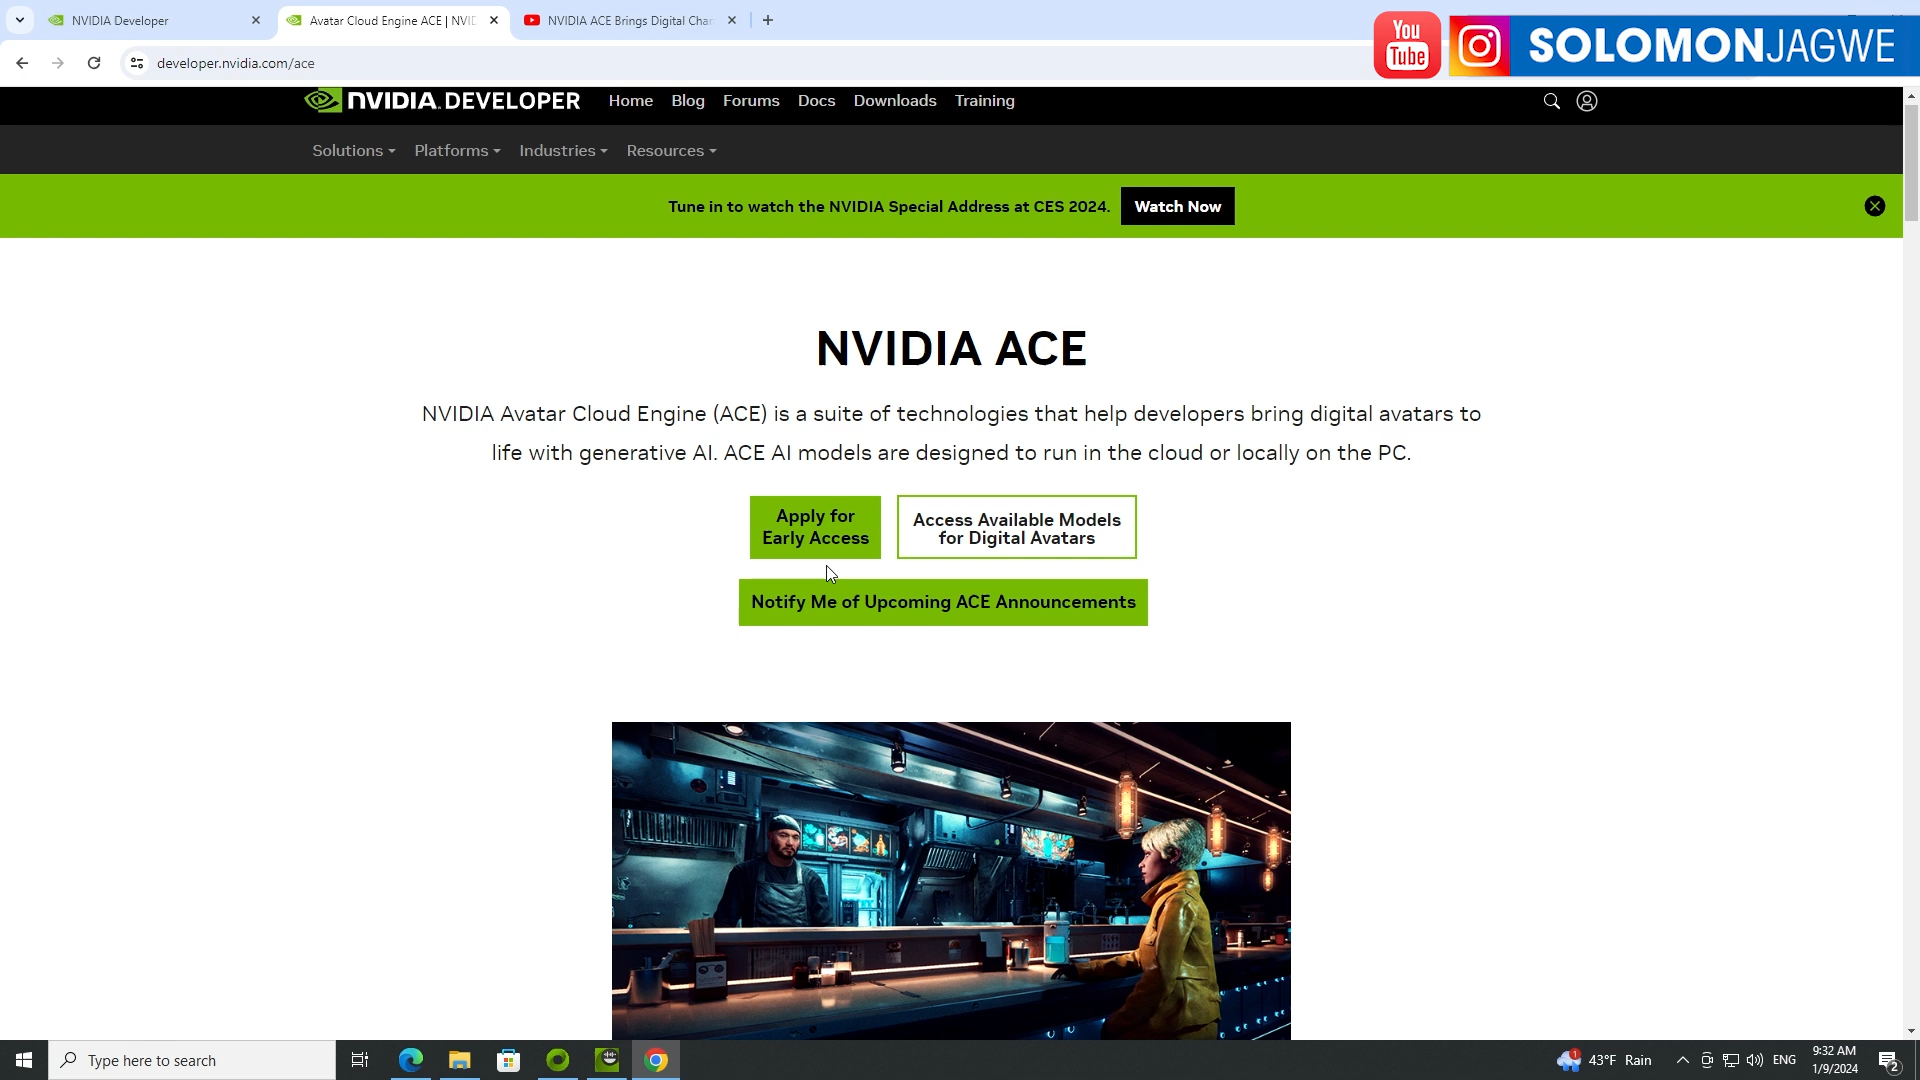 NVIDIA Developer
Avatar Cloud Engine ACE | NVID
NVIDIA ACE Brings Digital Char
You
Tube
SOLOMONJAGWE
developer.nvidia.com/ace
NVIDIA. DEVELOPER
Home
Blog
Forums
Docs
Downloads
Training
Solutions
Platforms
Industries
Resources
Tune in to watch the NVIDIA Special Address at CES 2024.
Watch Now
NVIDIA ACE
NVIDIA Avatar Cloud Engine (ACE) is a suite of technologies that help developers bring digital avatars to
life with generative AI. ACE AI models are designed to run in the cloud or locally on the PC.
Apply for
Early Access
Access Available Models
for Digital Avatars
Notify Me of Upcoming ACE Announcements
Type here to search
1
43°F Rain
ENG
9:32 AM
1/9/2024
2